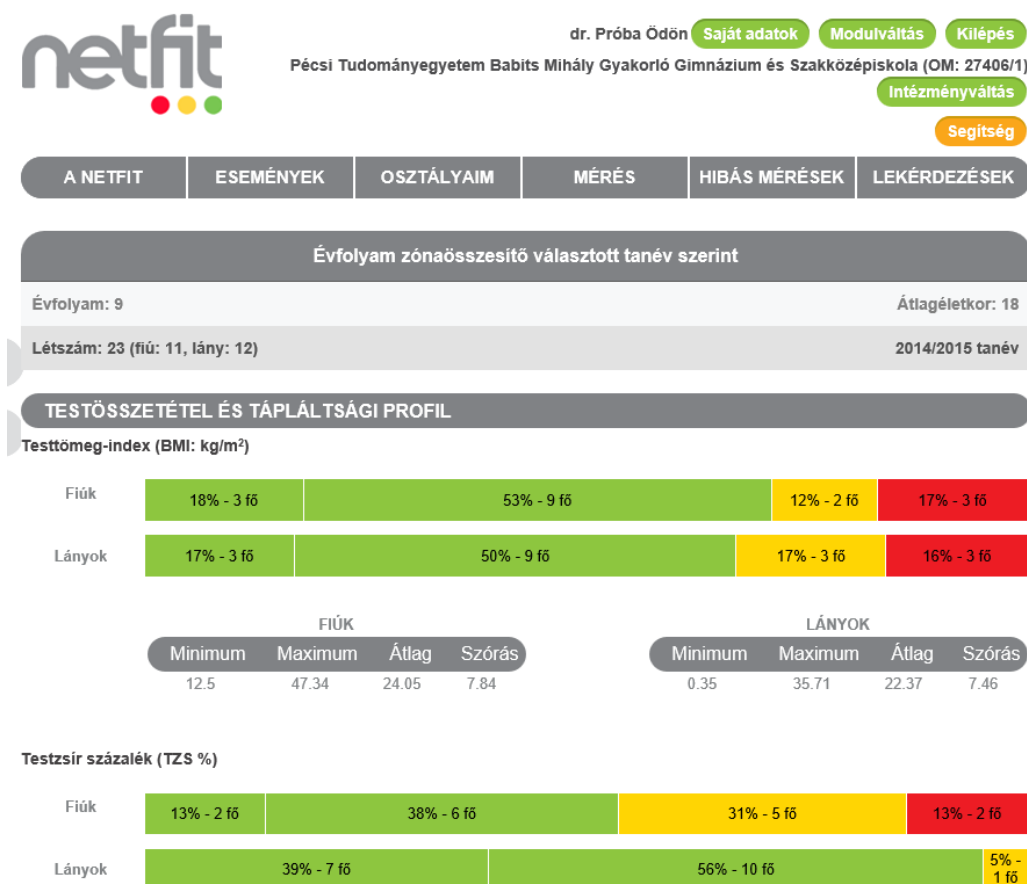 netfit
dr. Próba Ödön Saját adatok Modulváltás Kilépés
Pécsi Tudományegyetem Babits Mihály Gyakorló Gimnázium és Szakközépiskola (OM: 27406/1)
Intézményváltás
Segítség
A NETFIT ESEMÉNYEK OSZTÁLYAIM MÉRÉS HIBÁS MÉRÉSEK LEKÉRDEZÉSEK
Évfolyam zónaösszesítő választott tanév szerint
Évfolyam: 9 Átlagéletkor: 18
Létszám: 23 (fiú: 11, lány: 12) 2014/2015 tanév
TESTÖSSZETÉTEL ÉS TÁPLÁLTSÁGI PROFIL
Testtömeg-index (BMI: kg/m²)
Fiúk 18% - 3 fő 53% - 9 fő 12% - 2 fő 17% - 3 fő
Lányok 17% - 3 fő 50% - 9 fő 17% - 3 fő 16% - 3 fő
FIÚK LÁNYOK
Minimum Maximum Átlag Szórás Minimum Maximum Átlag Szórás
12.5 47.34 24.05 7.84 0.35 35.71 22.37 7.46
Testzsír százalék (TZS %)
Fiúk 13% - 2 fő 38% - 6 fő 31% - 5 fő 13% - 2 fő
Lányok 39% - 7 fő 56% - 10 fő 5% - 1 fő